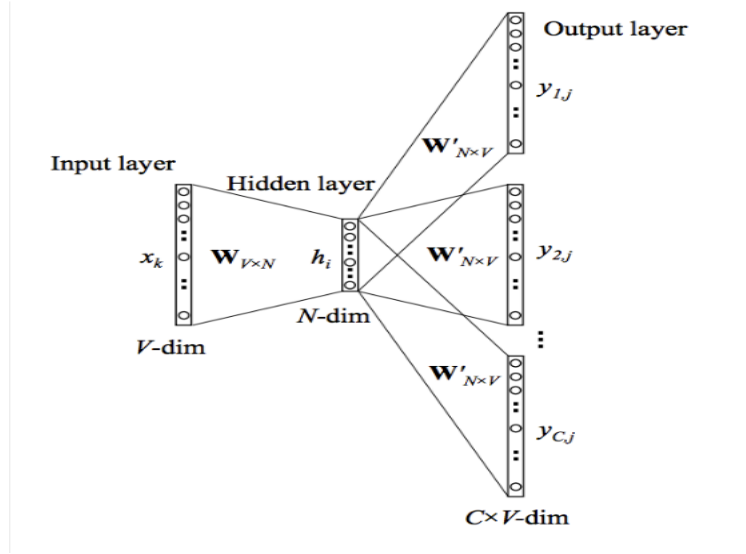 Output layer
y1,j
W'N×V
Input layer
Hidden layer
xk
WV×N
hi
W'N×V
y2,j
N-dim
V-dim
W'N×V
yC,j
C×V-dim